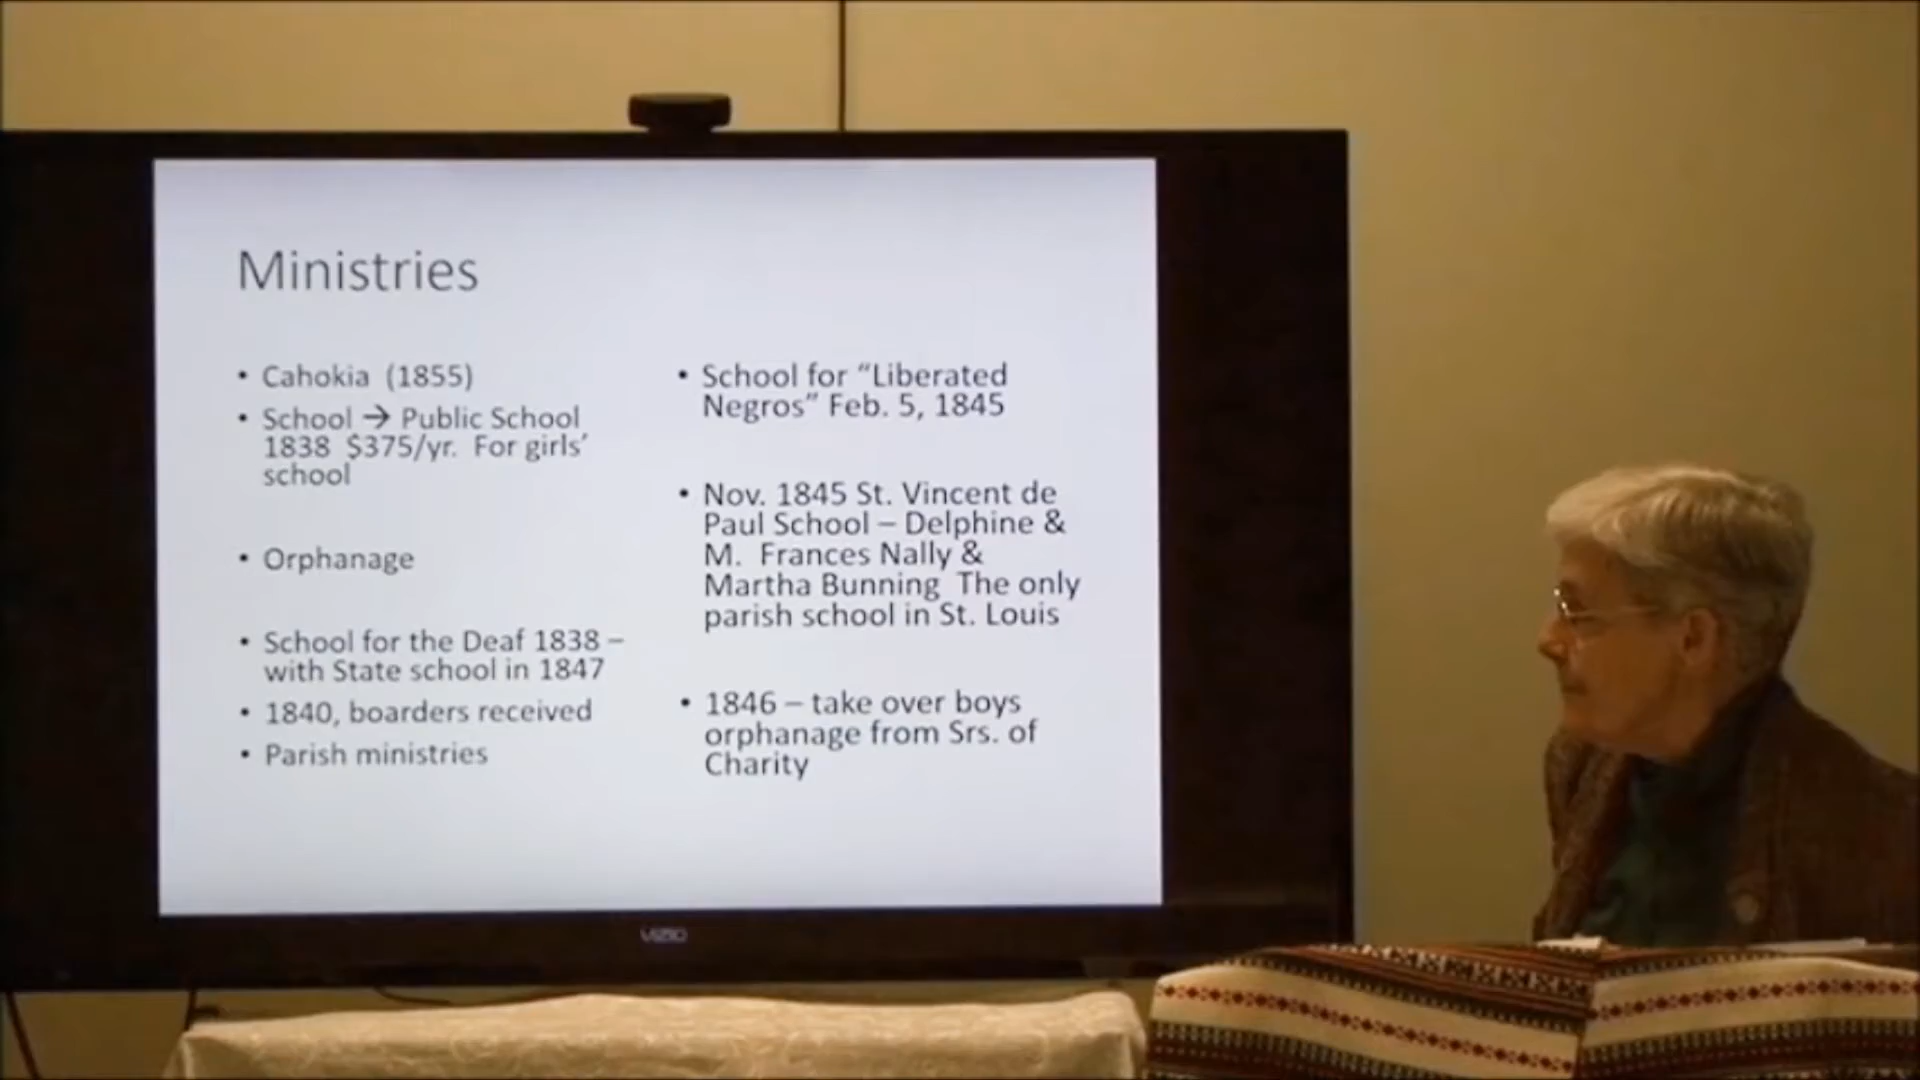 Ministries
• Cahokia (1855)
• School → Public School
1838 $375/yr. For girls’
school
• Orphanage
• School for the Deaf 1838 –
with State school in 1847
• 1840, boarders received
• Parish ministries
• School for “Liberated
Negros” Feb. 5, 1845
• Nov. 1845 St. Vincent de
Paul School – Delphine &
M. Frances Nally &
Martha Bunning The only
parish school in St. Louis
• 1846 – take over boys
orphanage from Srs. of
Charity
VIZIO